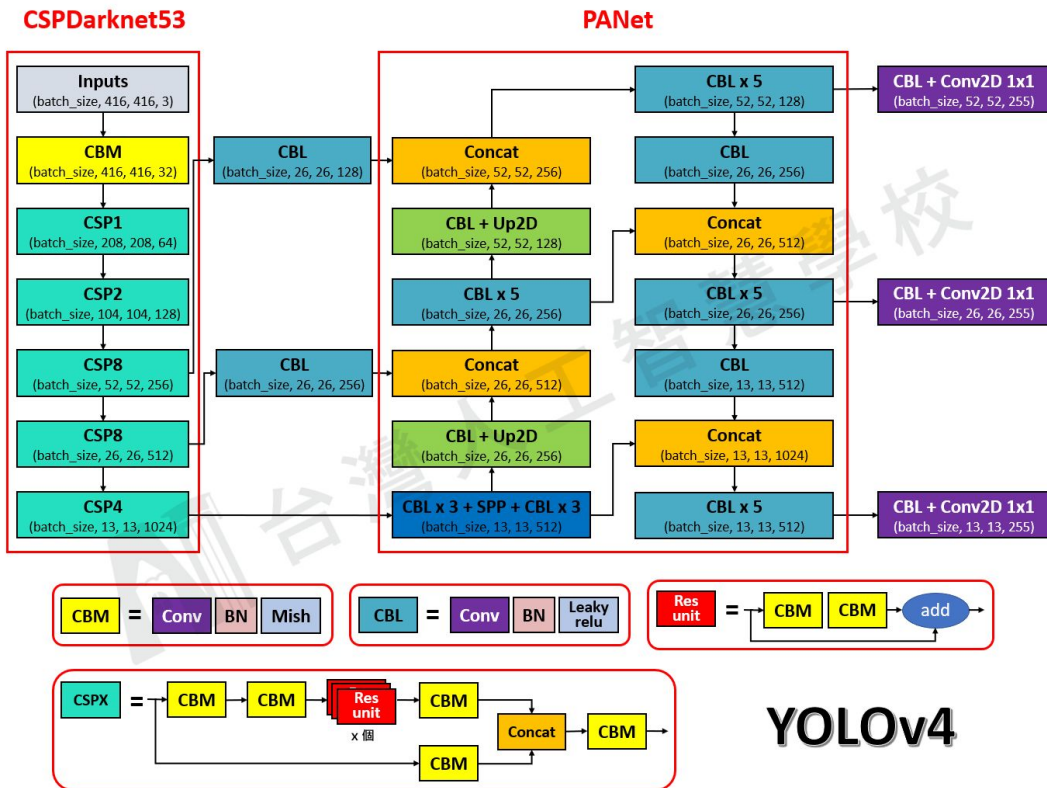 CSPDarknet53
PANet
Inputs
(batch_size, 416, 416, 3)
CBM
(batch_size, 416, 416, 32)
CSP1
(batch_size, 208, 208, 64)
CSP2
(batch_size, 104, 104, 128)
CSP8
(batch_size, 52, 52, 256)
CSP8
(batch_size, 26, 26, 512)
CSP4
(batch_size, 13, 13, 1024)
CBL
(batch_size, 26, 26, 128)
CBL
(batch_size, 26, 26, 256)
Concat
(batch_size, 52, 52, 256)
CBL + Up2D
(batch_size, 52, 52, 128)
CBL x 5
(batch_size, 26, 26, 256)
Concat
(batch_size, 26, 26, 512)
CBL + Up2D
(batch_size, 26, 26, 256)
CBL x 3 + SPP + CBL x 3
(batch_size, 13, 13, 512)
CBL x 5
(batch_size, 52, 52, 128)
CBL
(batch_size, 26, 26, 256)
Concat
(batch_size, 26, 26, 512)
CBL x 5
(batch_size, 26, 26, 256)
CBL
(batch_size, 13, 13, 512)
Concat
(batch_size, 13, 13, 1024)
CBL x 5
(batch_size, 13, 13, 512)
CBL + Conv2D 1x1
(batch_size, 52, 52, 255)
CBL + Conv2D 1x1
(batch_size, 26, 26, 255)
CBL + Conv2D 1x1
(batch_size, 13, 13, 255)
台灣人工智慧學校
CBM = Conv BN Mish
CBL = Conv BN Leaky
relu
Res
unit
= CBM CBM add
CSPX = CBM CBM Res
unit
x 個
CBM
CBM
Concat
CBM
YOLOv4